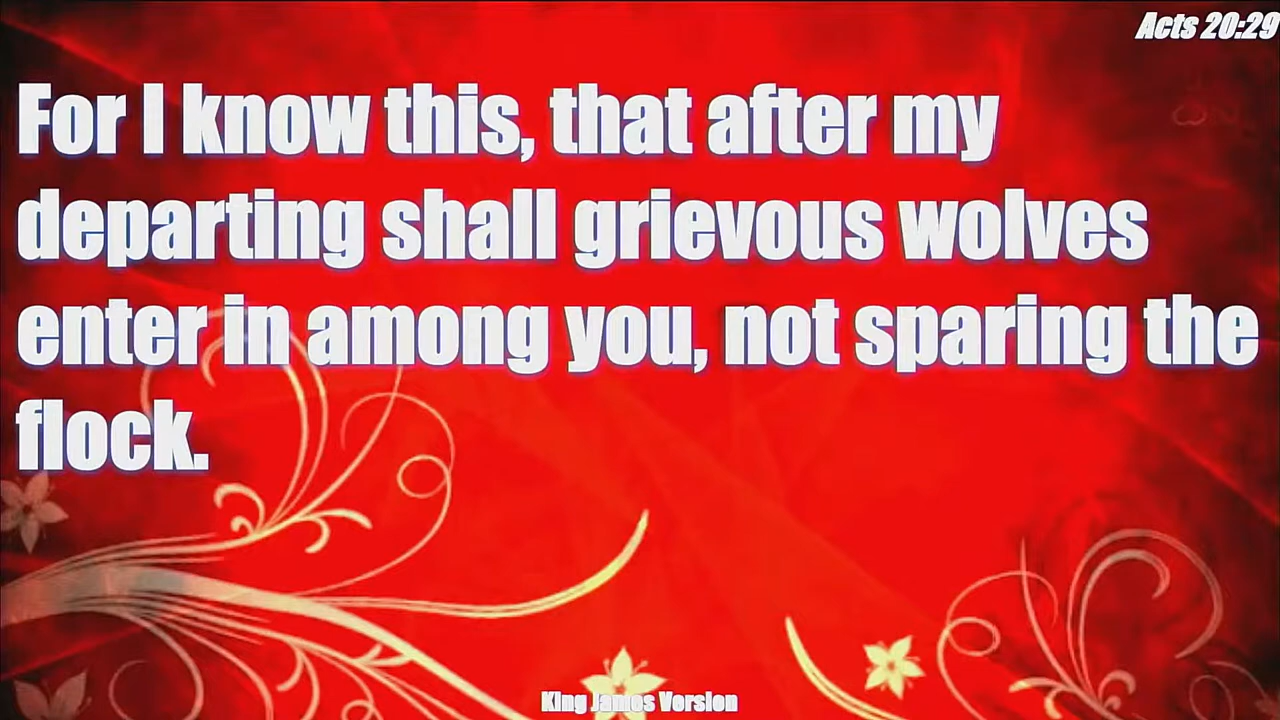 Acts 20:29
For I know this, that after my
departing shall grievous wolves
enter in among you, not sparing the
flock.
King James Version